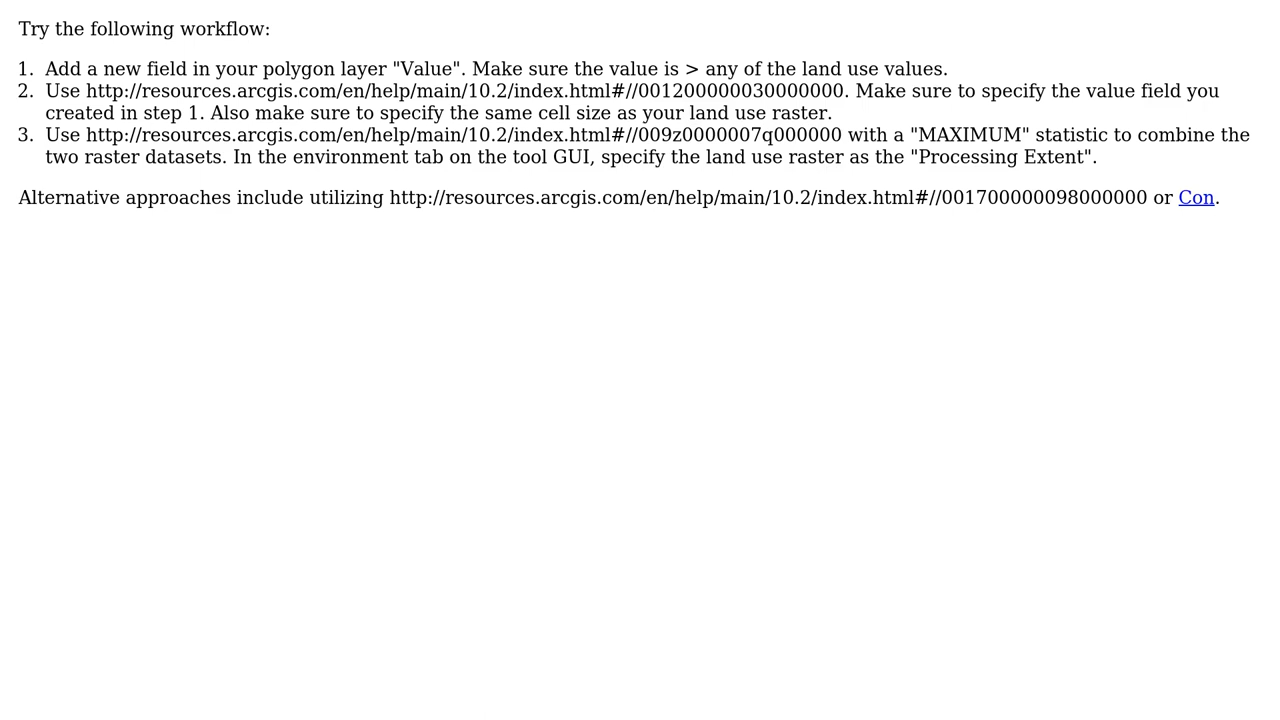 Try the following workflow:
1. Add a new field in your polygon layer "Value". Make sure the value is > any of the land use values.
2. Use http://resources.arcgis.com/en/help/main/10.2/index.html#//001200000030000000. Make sure to specify the value field you
created in step 1. Also make sure to specify the same cell size as your land use raster.
3. Use http://resources.arcgis.com/en/help/main/10.2/index.html#//009z0000007q000000 with a "MAXIMUM" statistic to combine the
two raster datasets. In the environment tab on the tool GUI, specify the land use raster as the "Processing Extent".
Alternative approaches include utilizing http://resources.arcgis.com/en/help/main/10.2/index.html#//001700000098000000 or Con.